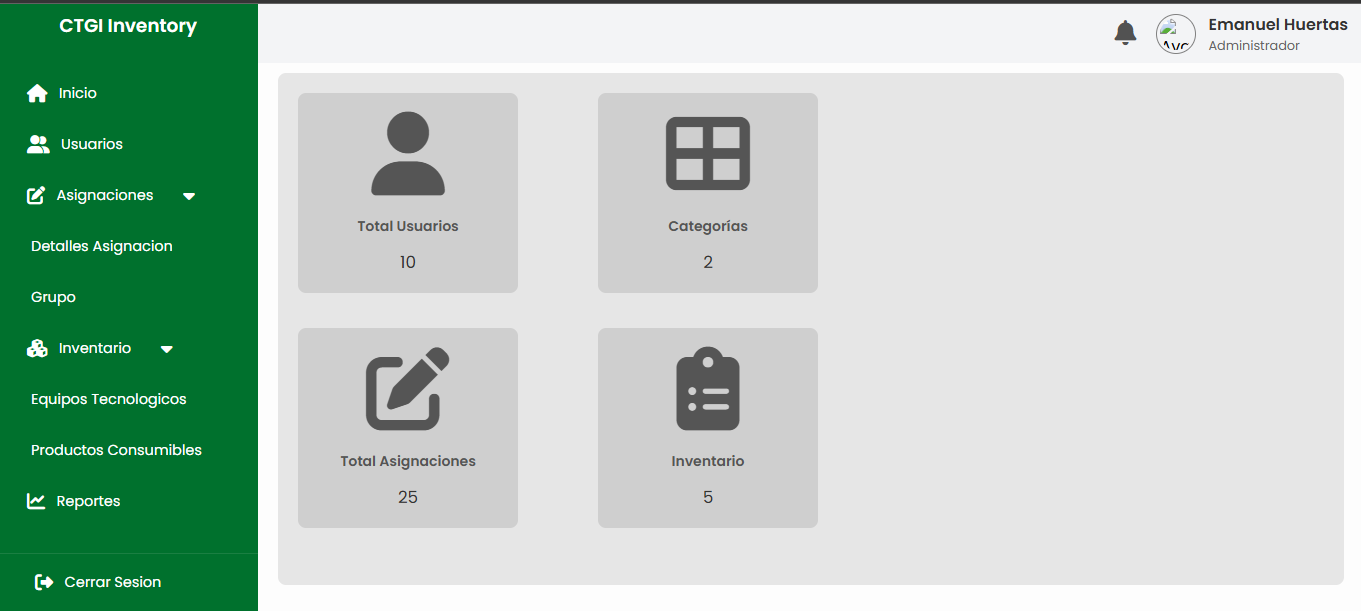 CTGI Inventory
Emanuel Huertas
Administrador
Inicio
Usuarios
Asignaciones
Detalles Asignacion
Grupo
Inventario
Equipos Tecnologicos
Productos Consumibles
Reportes
Cerrar Sesion
Total Usuarios
10
Categorías
2
Total Asignaciones
25
Inventario
5